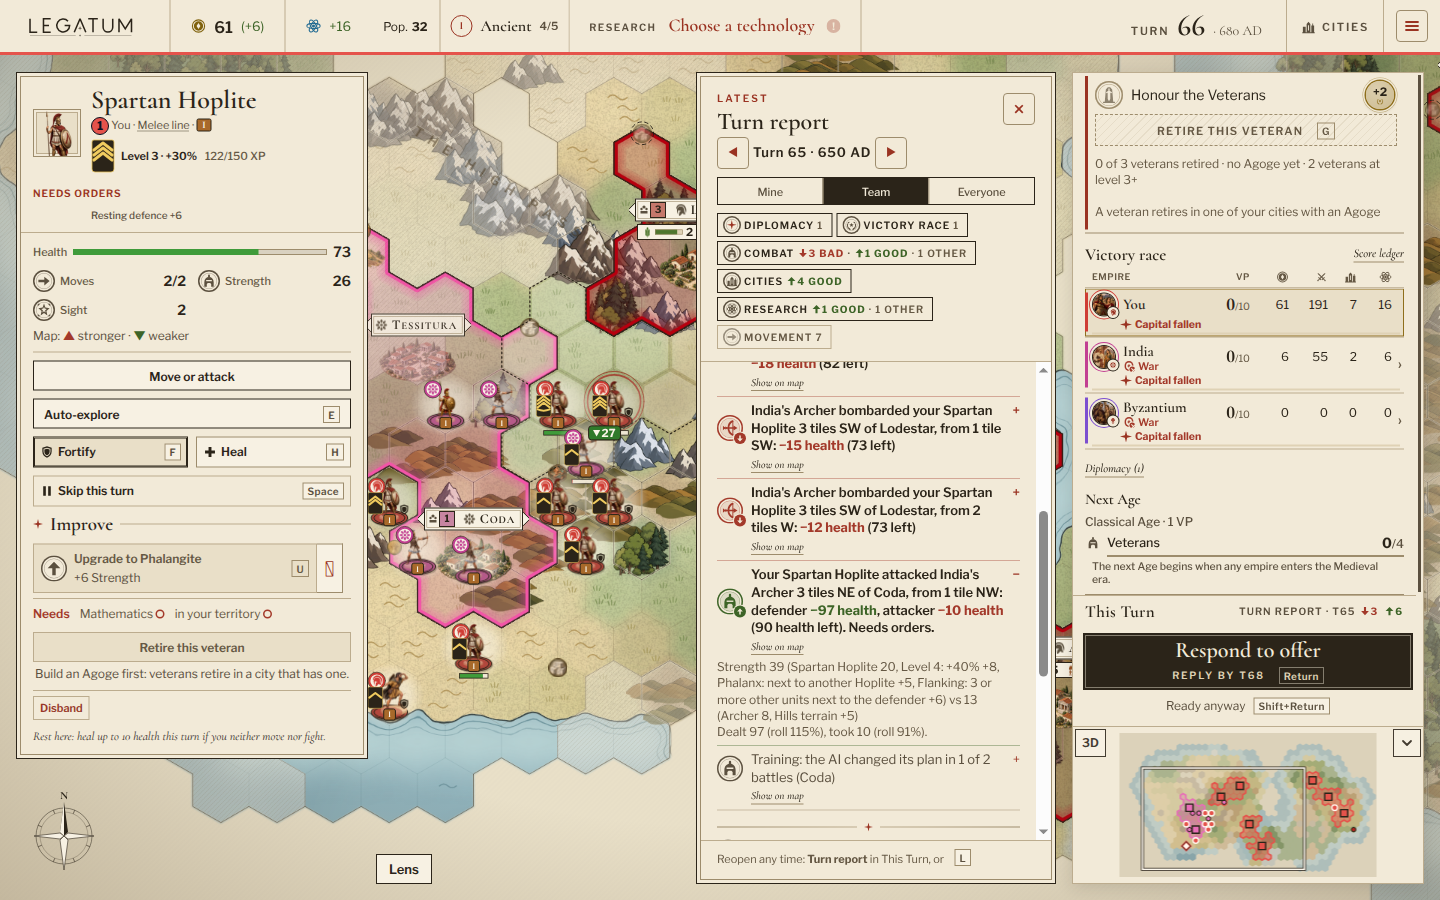 LEGATUM
61 (+6)
+16
Pop. 32
I Ancient 4/5
RESEARCH Choose a technology !
TURN 66 · 680 AD
CITIES
Spartan Hoplite
1 You · Melee line · I
Level 3 · +30% 122/150 XP
NEEDS ORDERS
Resting defence +6
Health 73
Moves 2/2
Strength 26
Sight 2
Map: ▲ stronger · ▼ weaker
Move or attack
Auto-explore E
Fortify F
Heal H
Skip this turn Space
Improve
Upgrade to Phalangite
+6 Strength
U
Needs Mathematics in your territory
Retire this veteran
Build an Agoge first: veterans retire in a city that has one.
Disband
Rest here: heal up to 10 health this turn if you neither move nor fight.
N
Lens
TESSITURA
1 CODA
▼27
3
2
LATEST
Turn report
×
Turn 65 · 650 AD
Mine
Team
Everyone
DIPLOMACY 1
VICTORY RACE 1
COMBAT ↓3 BAD · ↑1 GOOD · 1 OTHER
CITIES ↑4 GOOD
RESEARCH ↑1 GOOD · 1 OTHER
MOVEMENT 7
−18 health (82 left)
Show on map
India's Archer bombarded your Spartan
Hoplite 3 tiles SW of Lodestar, from 1 tile
SW: −15 health (73 left)
+
Show on map
India's Archer bombarded your Spartan
Hoplite 3 tiles SW of Lodestar, from 2
tiles W: −12 health (73 left)
+
Show on map
Your Spartan Hoplite attacked India's
Archer 3 tiles NE of Coda, from 1 tile NW:
defender −97 health, attacker −10 health
(90 health left). Needs orders.
−
Show on map
Strength 39 (Spartan Hoplite 20, Level 4: +40% +8,
Phalanx: next to another Hoplite +5, Flanking: 3 or
more other units next to the defender +6) vs 13
(Archer 8, Hills terrain +5)
Dealt 97 (roll 115%), took 10 (roll 91%).
Training: the AI changed its plan in 1 of 2
battles (Coda)
+
Show on map
Reopen any time: Turn report in This Turn, or L
Honour the Veterans
+2
RETIRE THIS VETERAN G
0 of 3 veterans retired · no Agoge yet · 2 veterans at
level 3+
A veteran retires in one of your cities with an Agoge
Victory race
Score ledger
EMPIRE VP
You 0/10 61 191 7 16
Capital fallen
India 0/10 6 55 2 6 ›
War
Capital fallen
Byzantium 0/10 0 0 0 0 ›
War
Capital fallen
Diplomacy (1)
Next Age
Classical Age · 1 VP
Veterans 0/4
The next Age begins when any empire enters the Medieval
era.
This Turn
TURN REPORT · T65 ↓3 ↑6
Respond to offer
REPLY BY T68 Return
Ready anyway Shift+Return
3D